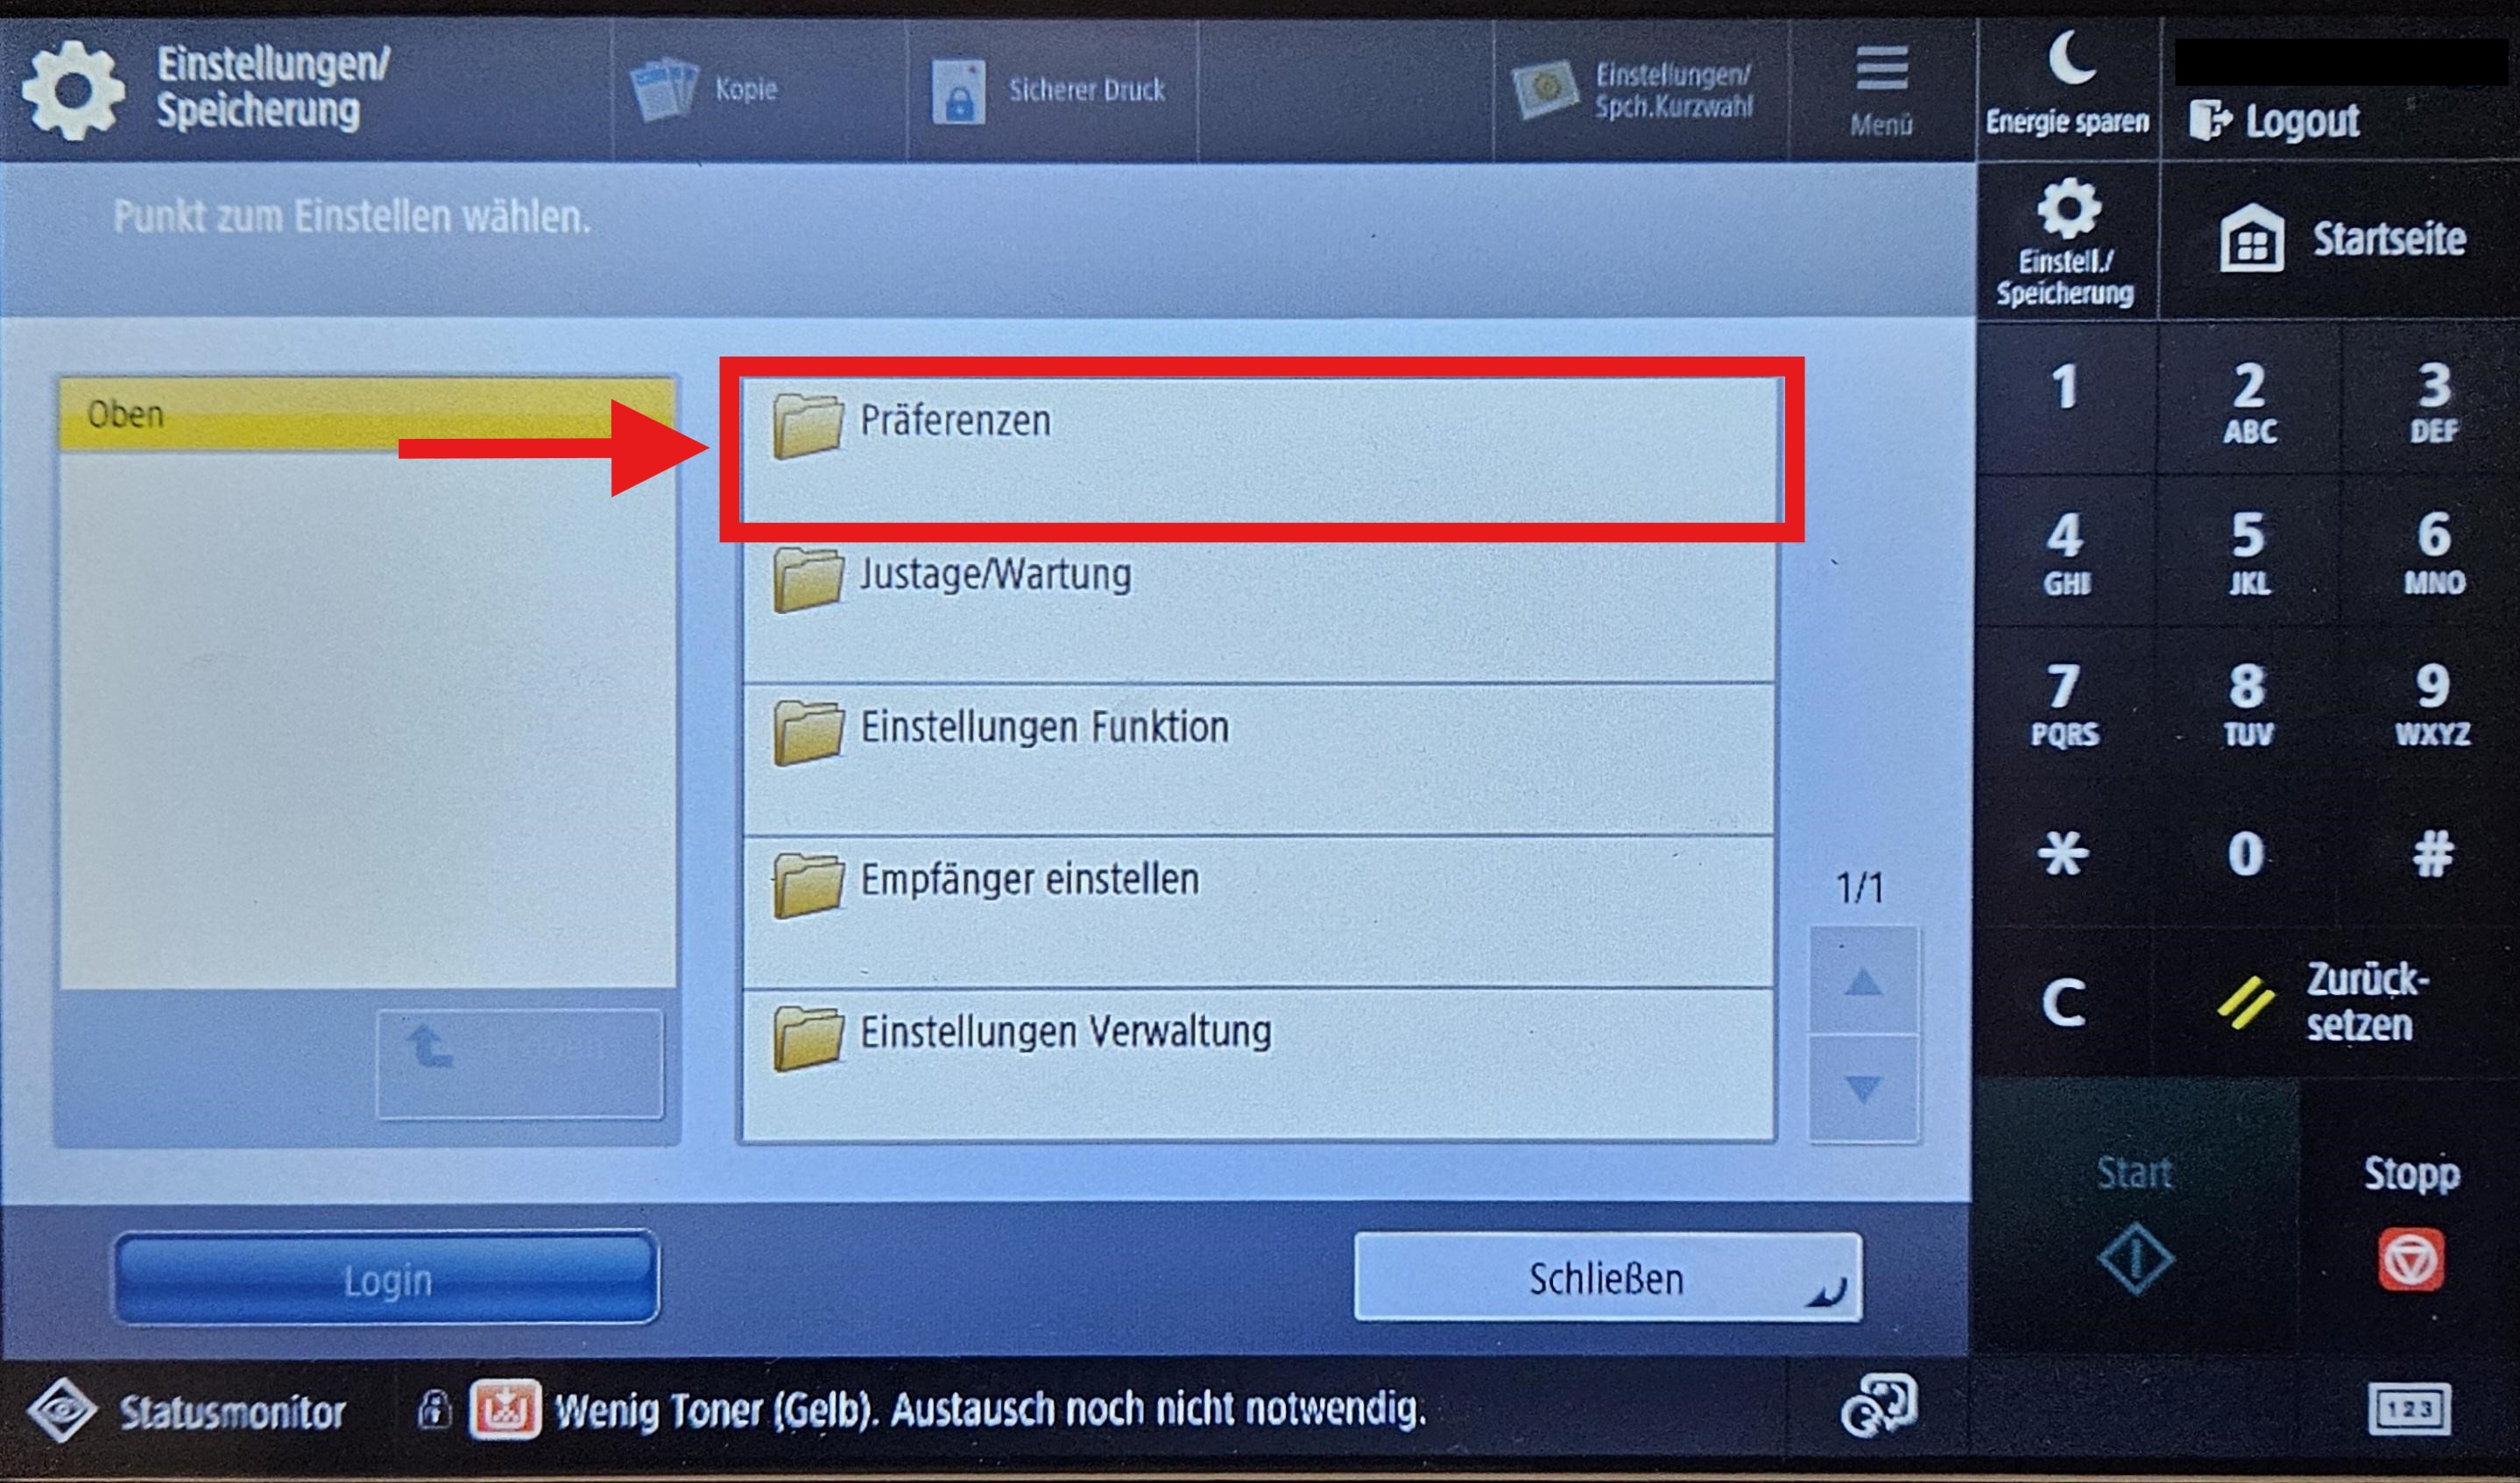 Einstellungen/
Speicherung
Kopie
Sicherer Druck
Einstellungen/
Spch.Kurzwahl
Menü
Energie sparen
Logout
Punkt zum Einstellen wählen.
Einstell./
Speicherung
Startseite
Oben
Präferenzen
Justage/Wartung
Einstellungen Funktion
Empfänger einstellen
Einstellungen Verwaltung
1/1
1
2
ABC
3
DEF
4
GHI
5
JKL
6
MNO
7
PQRS
8
TUV
9
WXYZ
*
0
#
C
Zurück-
setzen
Start
Stopp
Login
Schließen
Statusmonitor
Wenig Toner (Gelb). Austausch noch nicht notwendig.
123